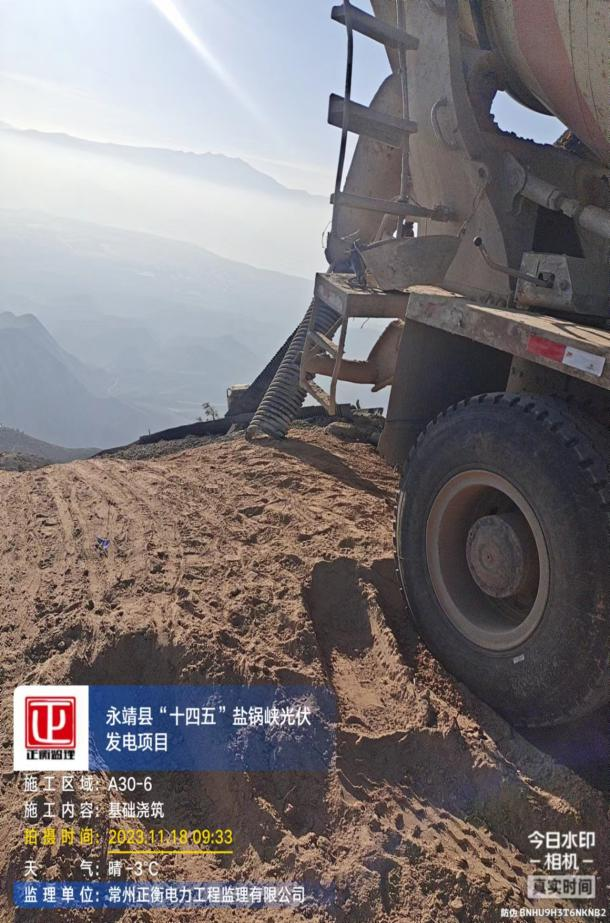 正衡监理
永靖县“十四五”盐锅峡光伏
发电项目
施工区域：A30-6
施工内容：基础浇筑
拍摄时间：2023.11.18 09:33
天 气：晴 -3℃
监理单位：常州正衡电力工程监理有限公司
今日水印
-相机-
真实时间
防伪 BNHU9H3T6NKNB2